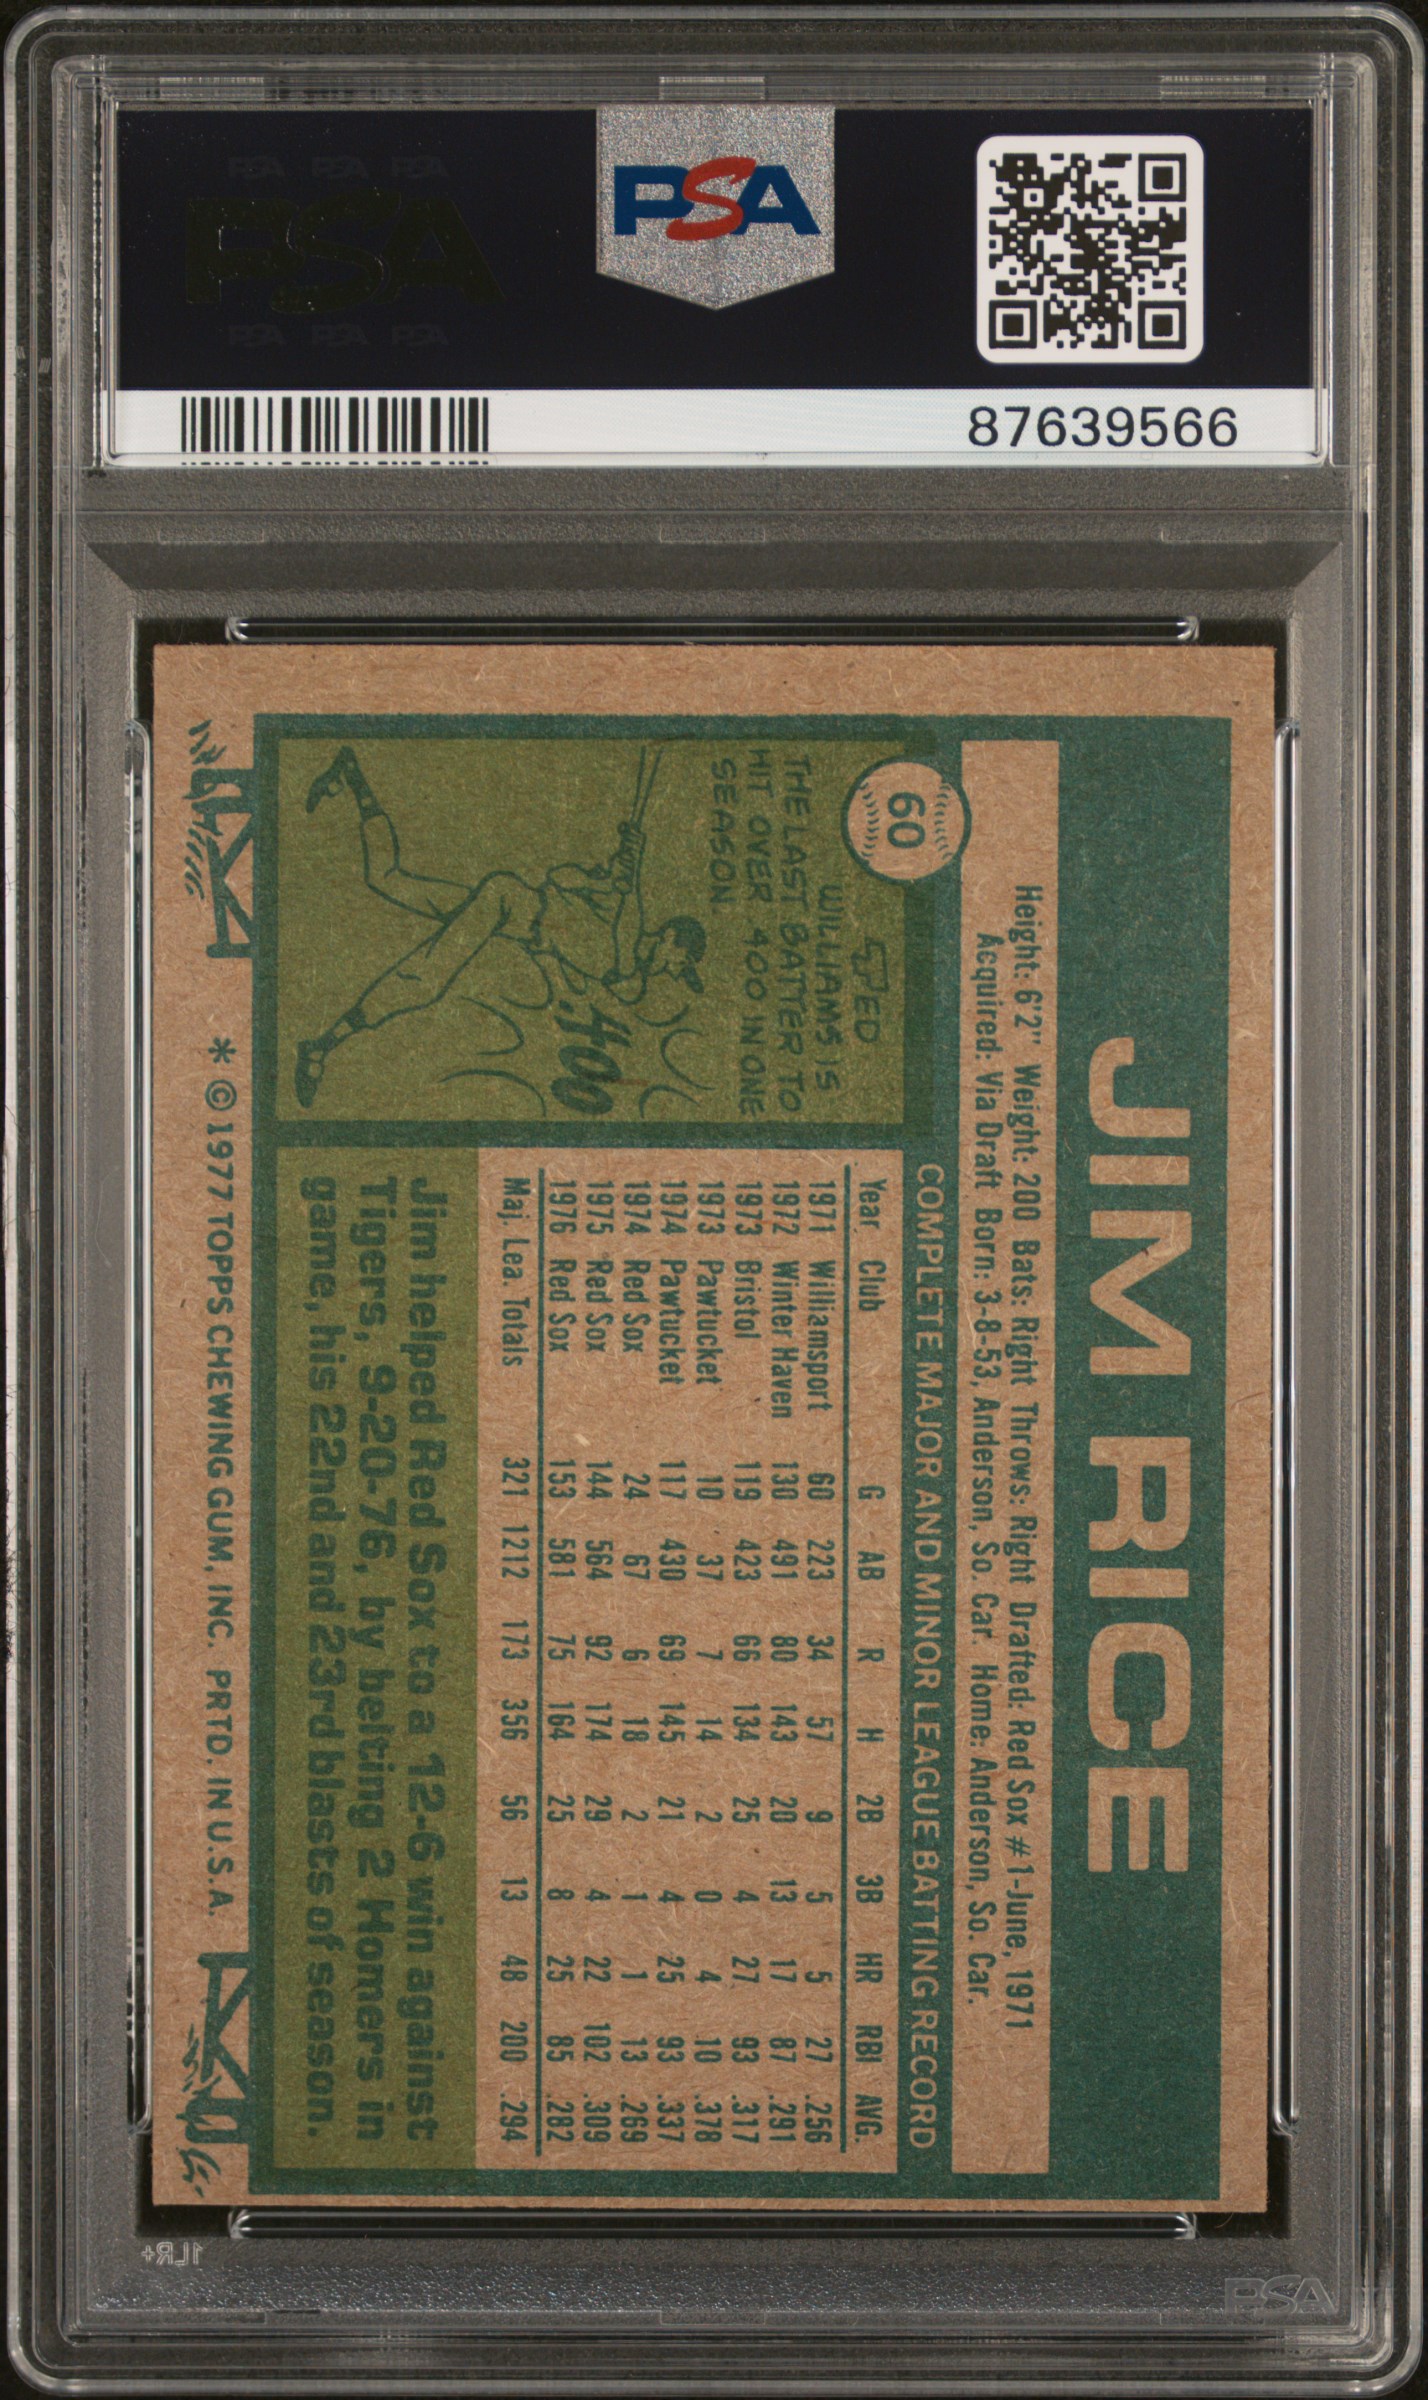 PSA PSA PSA
PSA
PSA PSA PSA
PSA
87639566
JIM RICE
Height: 6'2" Weight: 200 Bats: Right Throws: Right Drafted: Red Sox #1-June, 1971
Acquired: Via Draft Born: 3-8-53, Anderson, So. Car. Home: Anderson, So. Car.
60
TED
WILLIAMS IS
THE LAST BATTER TO
HIT OVER .400 IN ONE
SEASON.
.400
COMPLETE MAJOR AND MINOR LEAGUE BATTING RECORD
Year Club G AB R H 2B 3B HR RBI AVG.
1971 Williamsport 60 223 34 57 9 5 5 27 .256
1972 Winter Haven 130 491 80 143 20 13 17 87 .291
1973 Bristol 119 423 66 134 25 4 27 93 .317
1973 Pawtucket 10 37 7 14 2 0 4 10 .378
1974 Pawtucket 117 430 69 145 21 4 25 93 .337
1974 Red Sox 24 67 6 18 2 1 1 13 .269
1975 Red Sox 144 564 92 174 29 4 22 102 .309
1976 Red Sox 153 581 75 164 25 8 25 85 .282
Maj. Lea. Totals 321 1212 173 356 56 13 48 200 .294
Jim helped Red Sox to a 12-6 win against
Tigers, 9-20-76, by belting 2 Homers in
game, his 22nd and 23rd blasts of season.
* © 1977 TOPPS CHEWING GUM, INC. PRTD. IN U.S.A.
1LR+
PSA